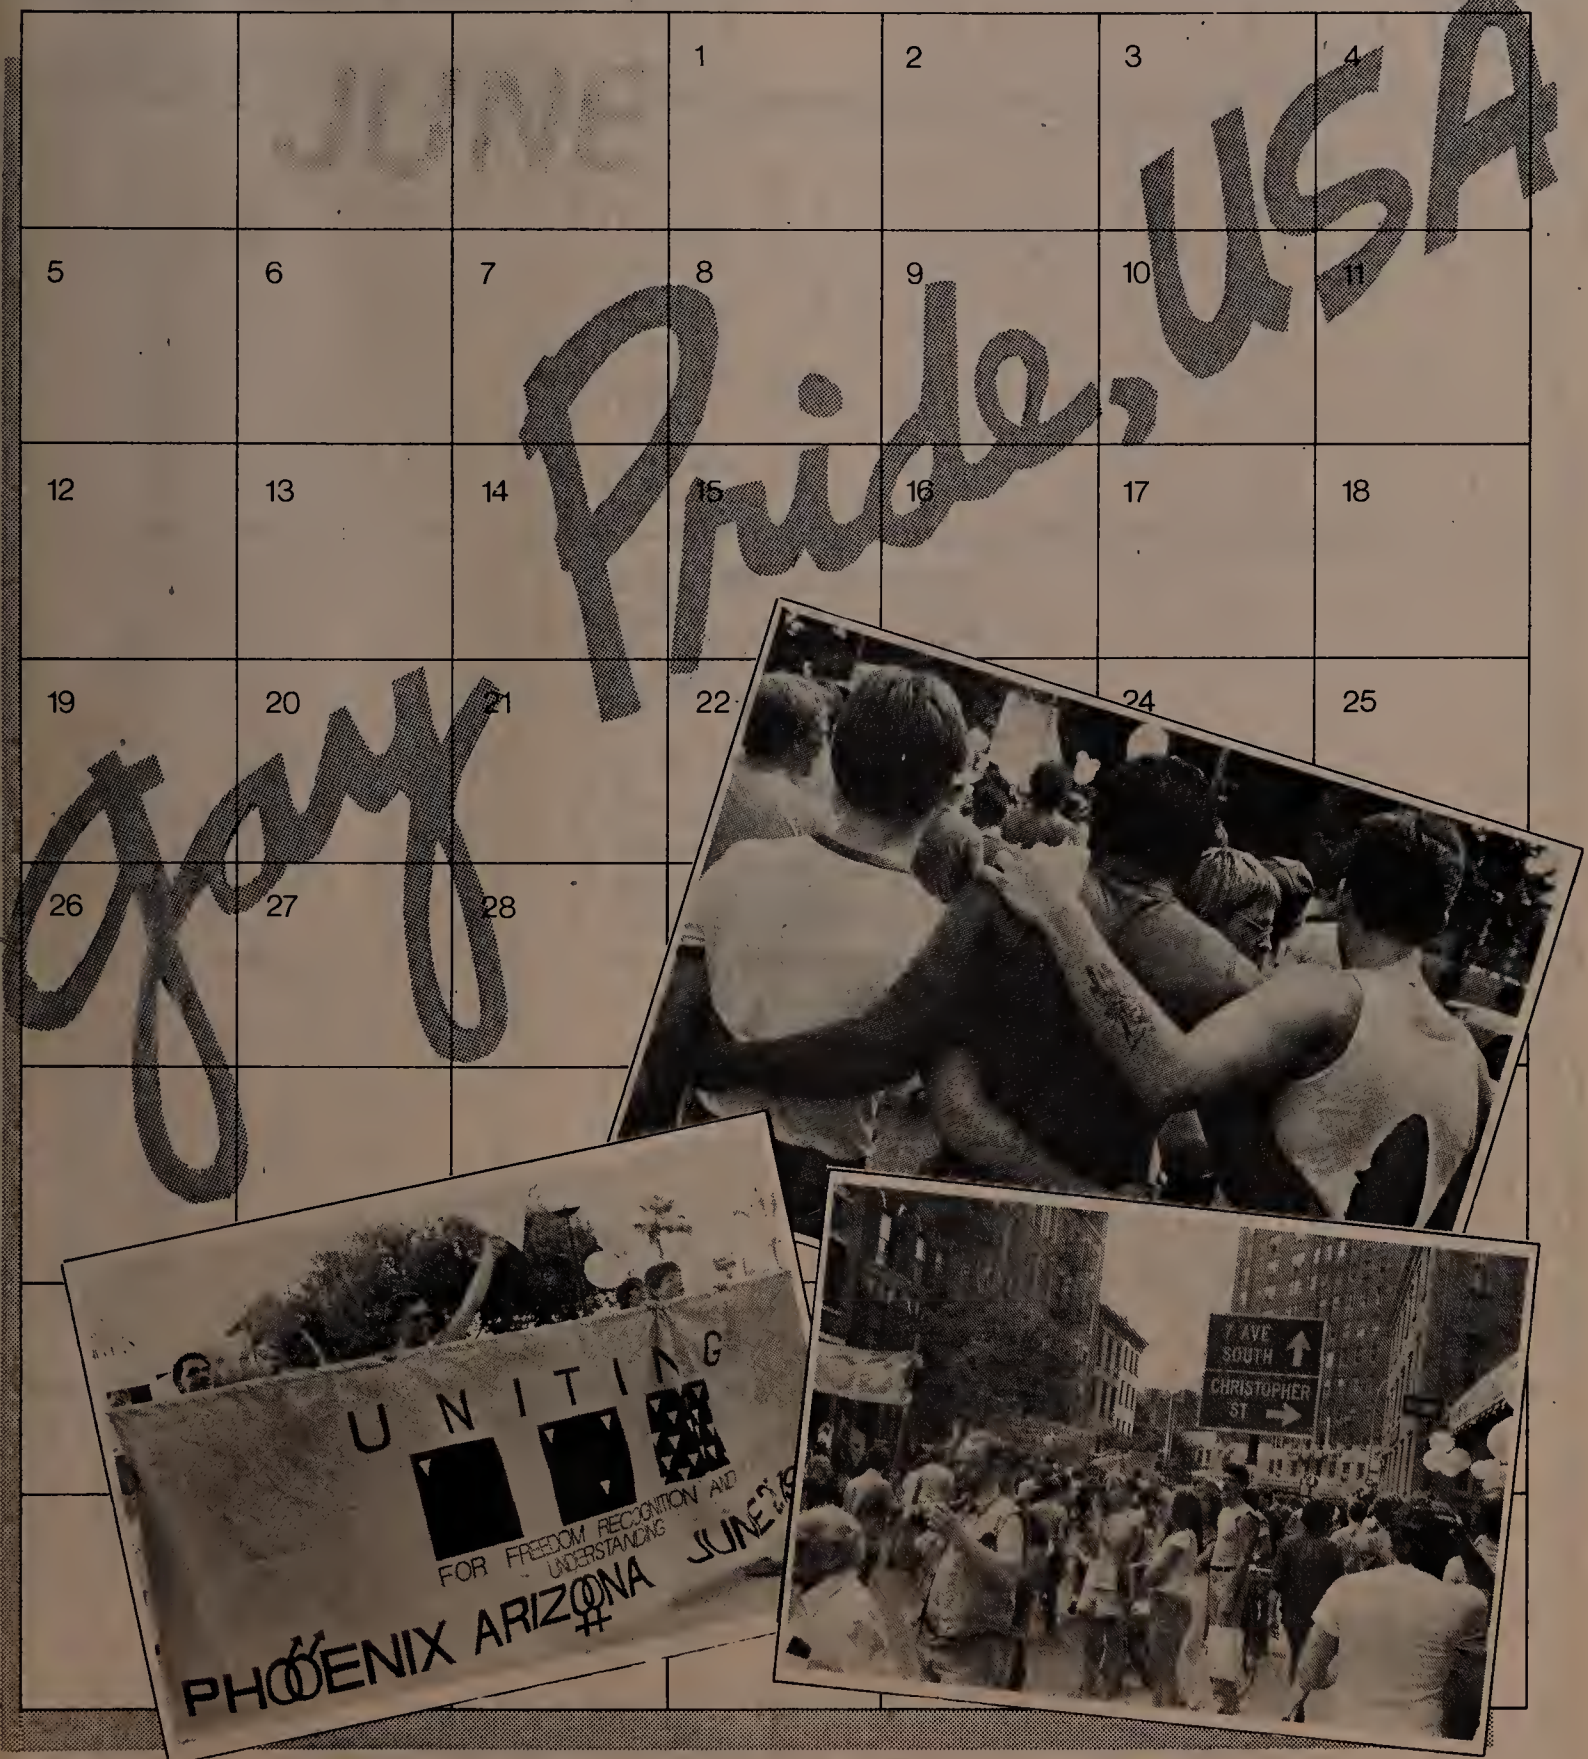 JUNE
1 2 3 4
5 6 7 8 9 10 11
12 13 14 15 16 17 18
19 20 21 22 24 25
26 27 28
gay Pride, USA
UNITING
FOR FREEDOM RECOGNITION AND
UNDERSTANDING
PHOENIX ARIZONA JUNE
7 AVE
SOUTH
CHRISTOPHER
ST